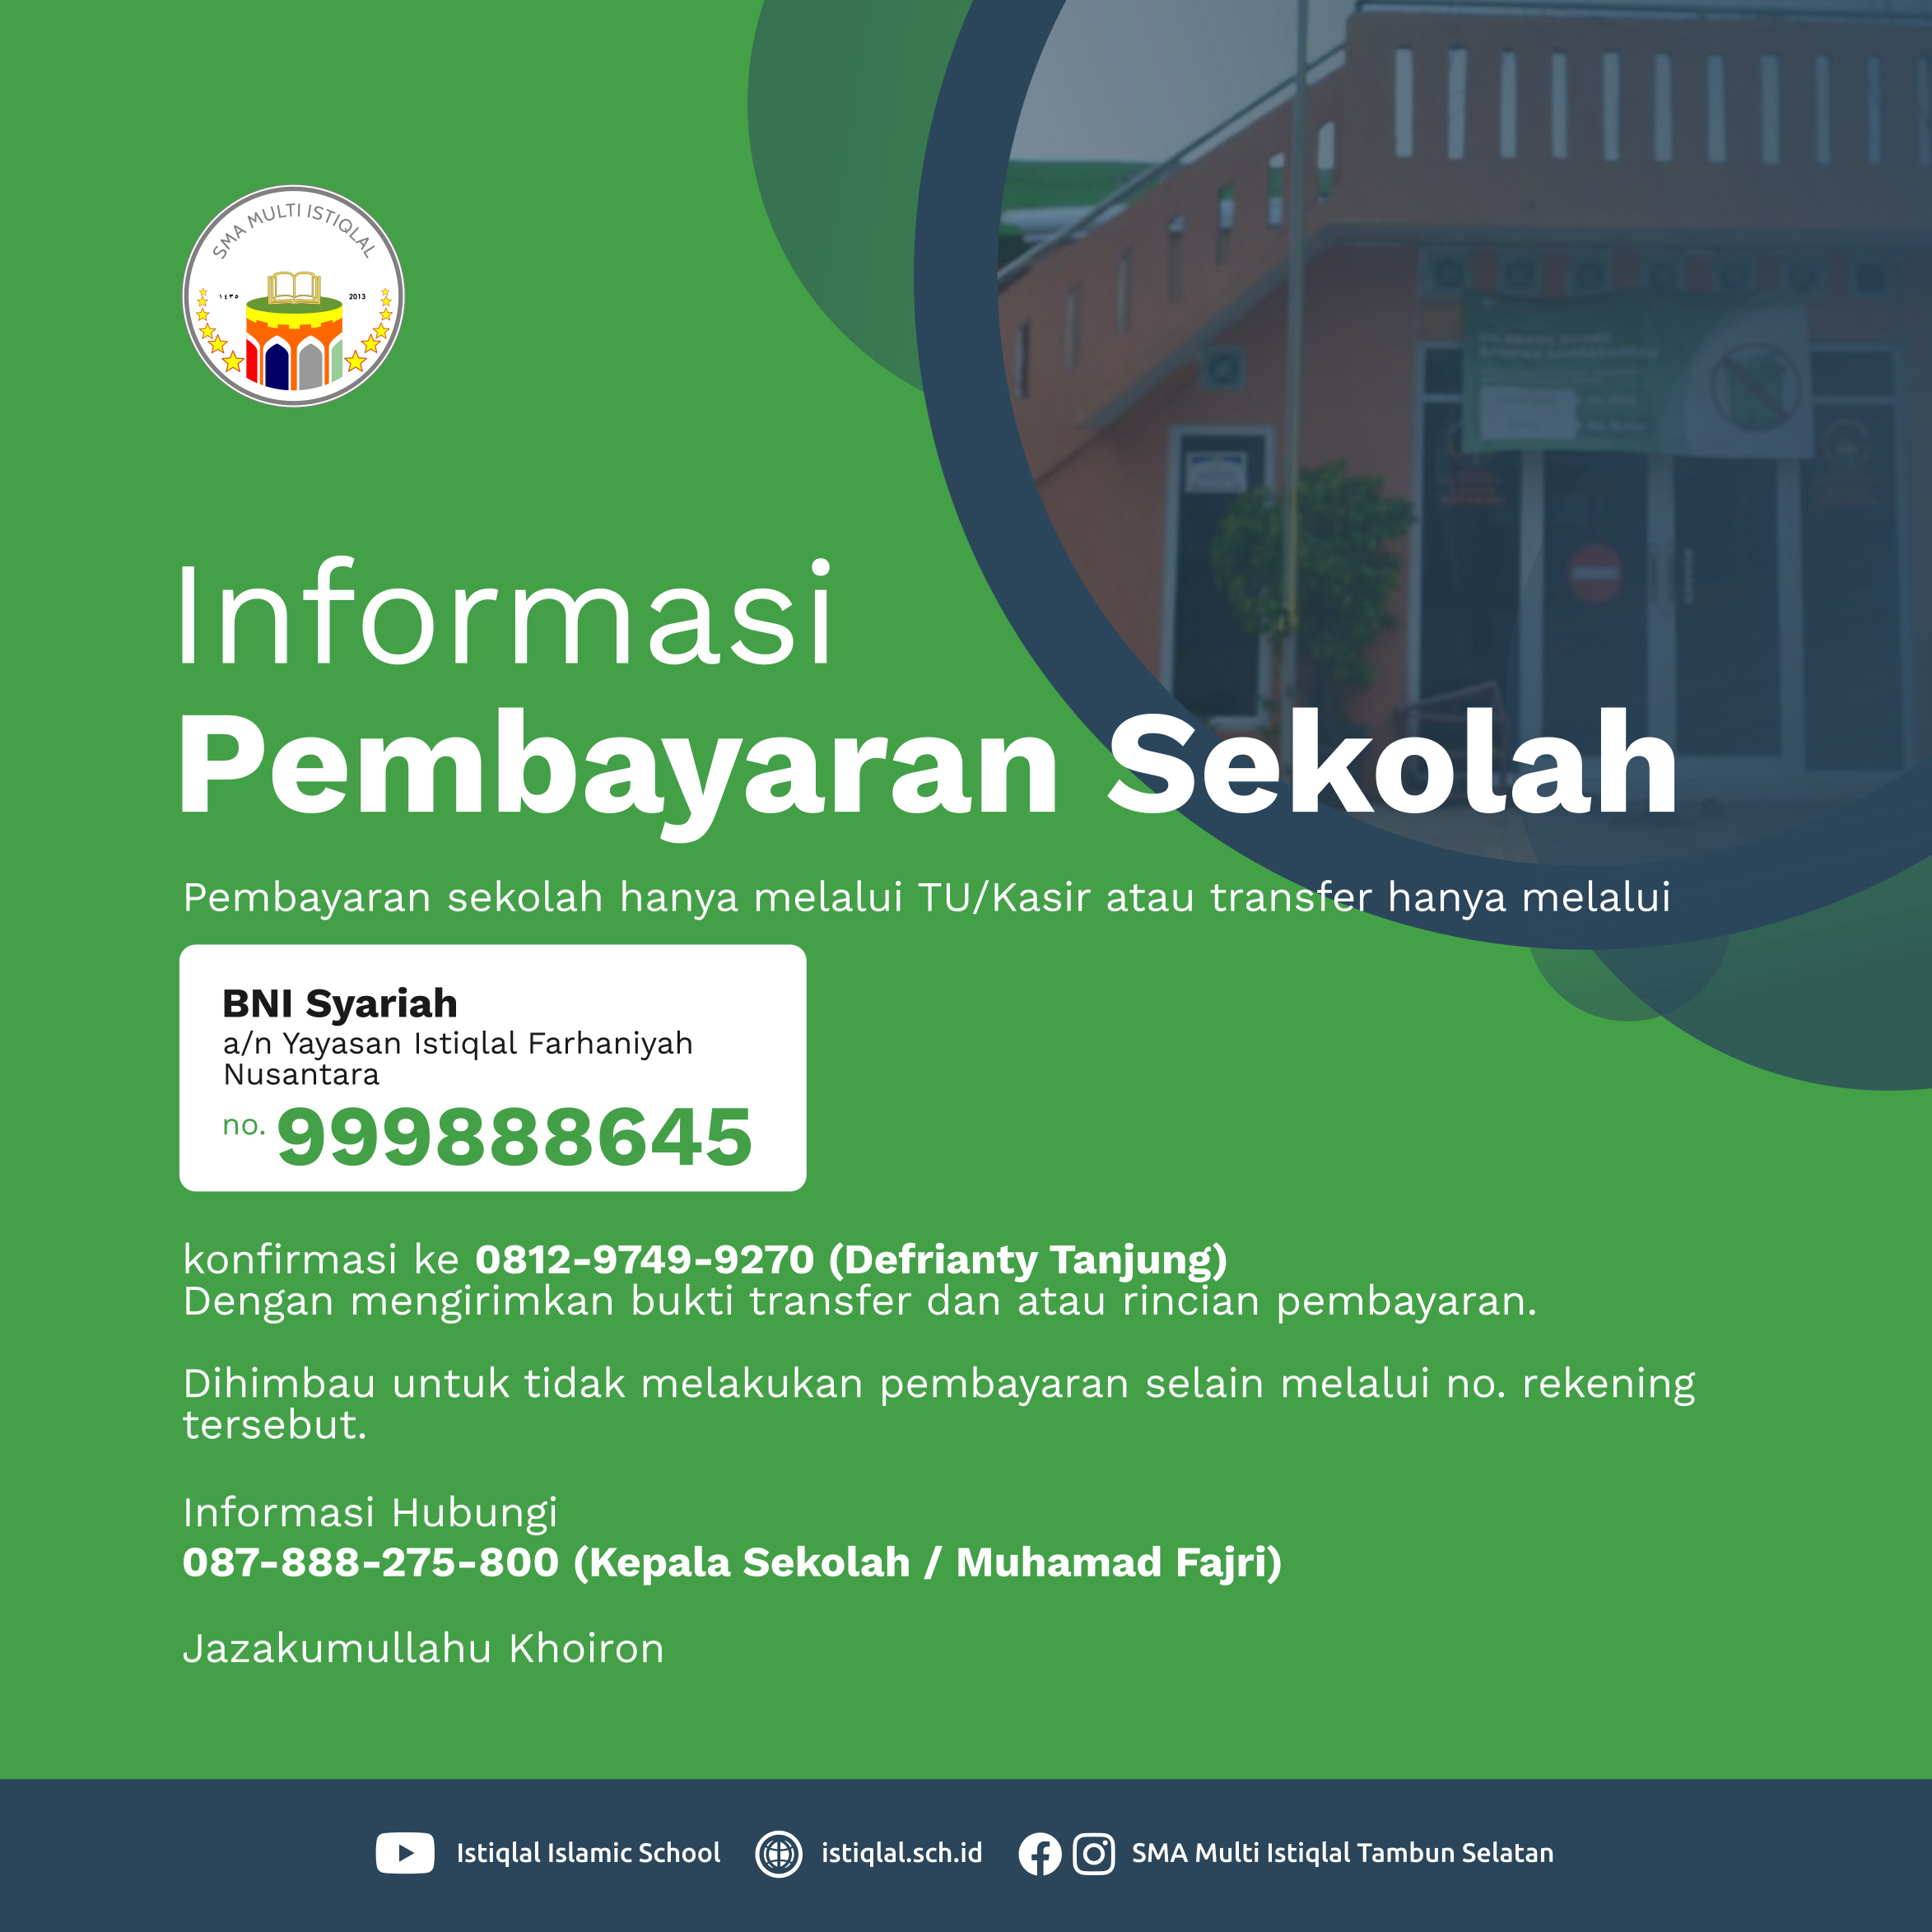 SMA MULTI ISTIQLAL
١٤٣٥
2013
Informasi
Pembayaran Sekolah
Pembayaran sekolah hanya melalui TU/Kasir atau transfer hanya melalui
BNI Syariah
a/n Yayasan Istiqlal Farhaniyah
Nusantara
no. 999888645
konfirmasi ke 0812-9749-9270 (Defrianty Tanjung)
Dengan mengirimkan bukti transfer dan atau rincian pembayaran.
Dihimbau untuk tidak melakukan pembayaran selain melalui no. rekening
tersebut.
Informasi Hubungi
087-888-275-800 (Kepala Sekolah / Muhamad Fajri)
Jazakumullahu Khoiron
Istiqlal Islamic School
istiqlal.sch.id
SMA Multi Istiqlal Tambun Selatan